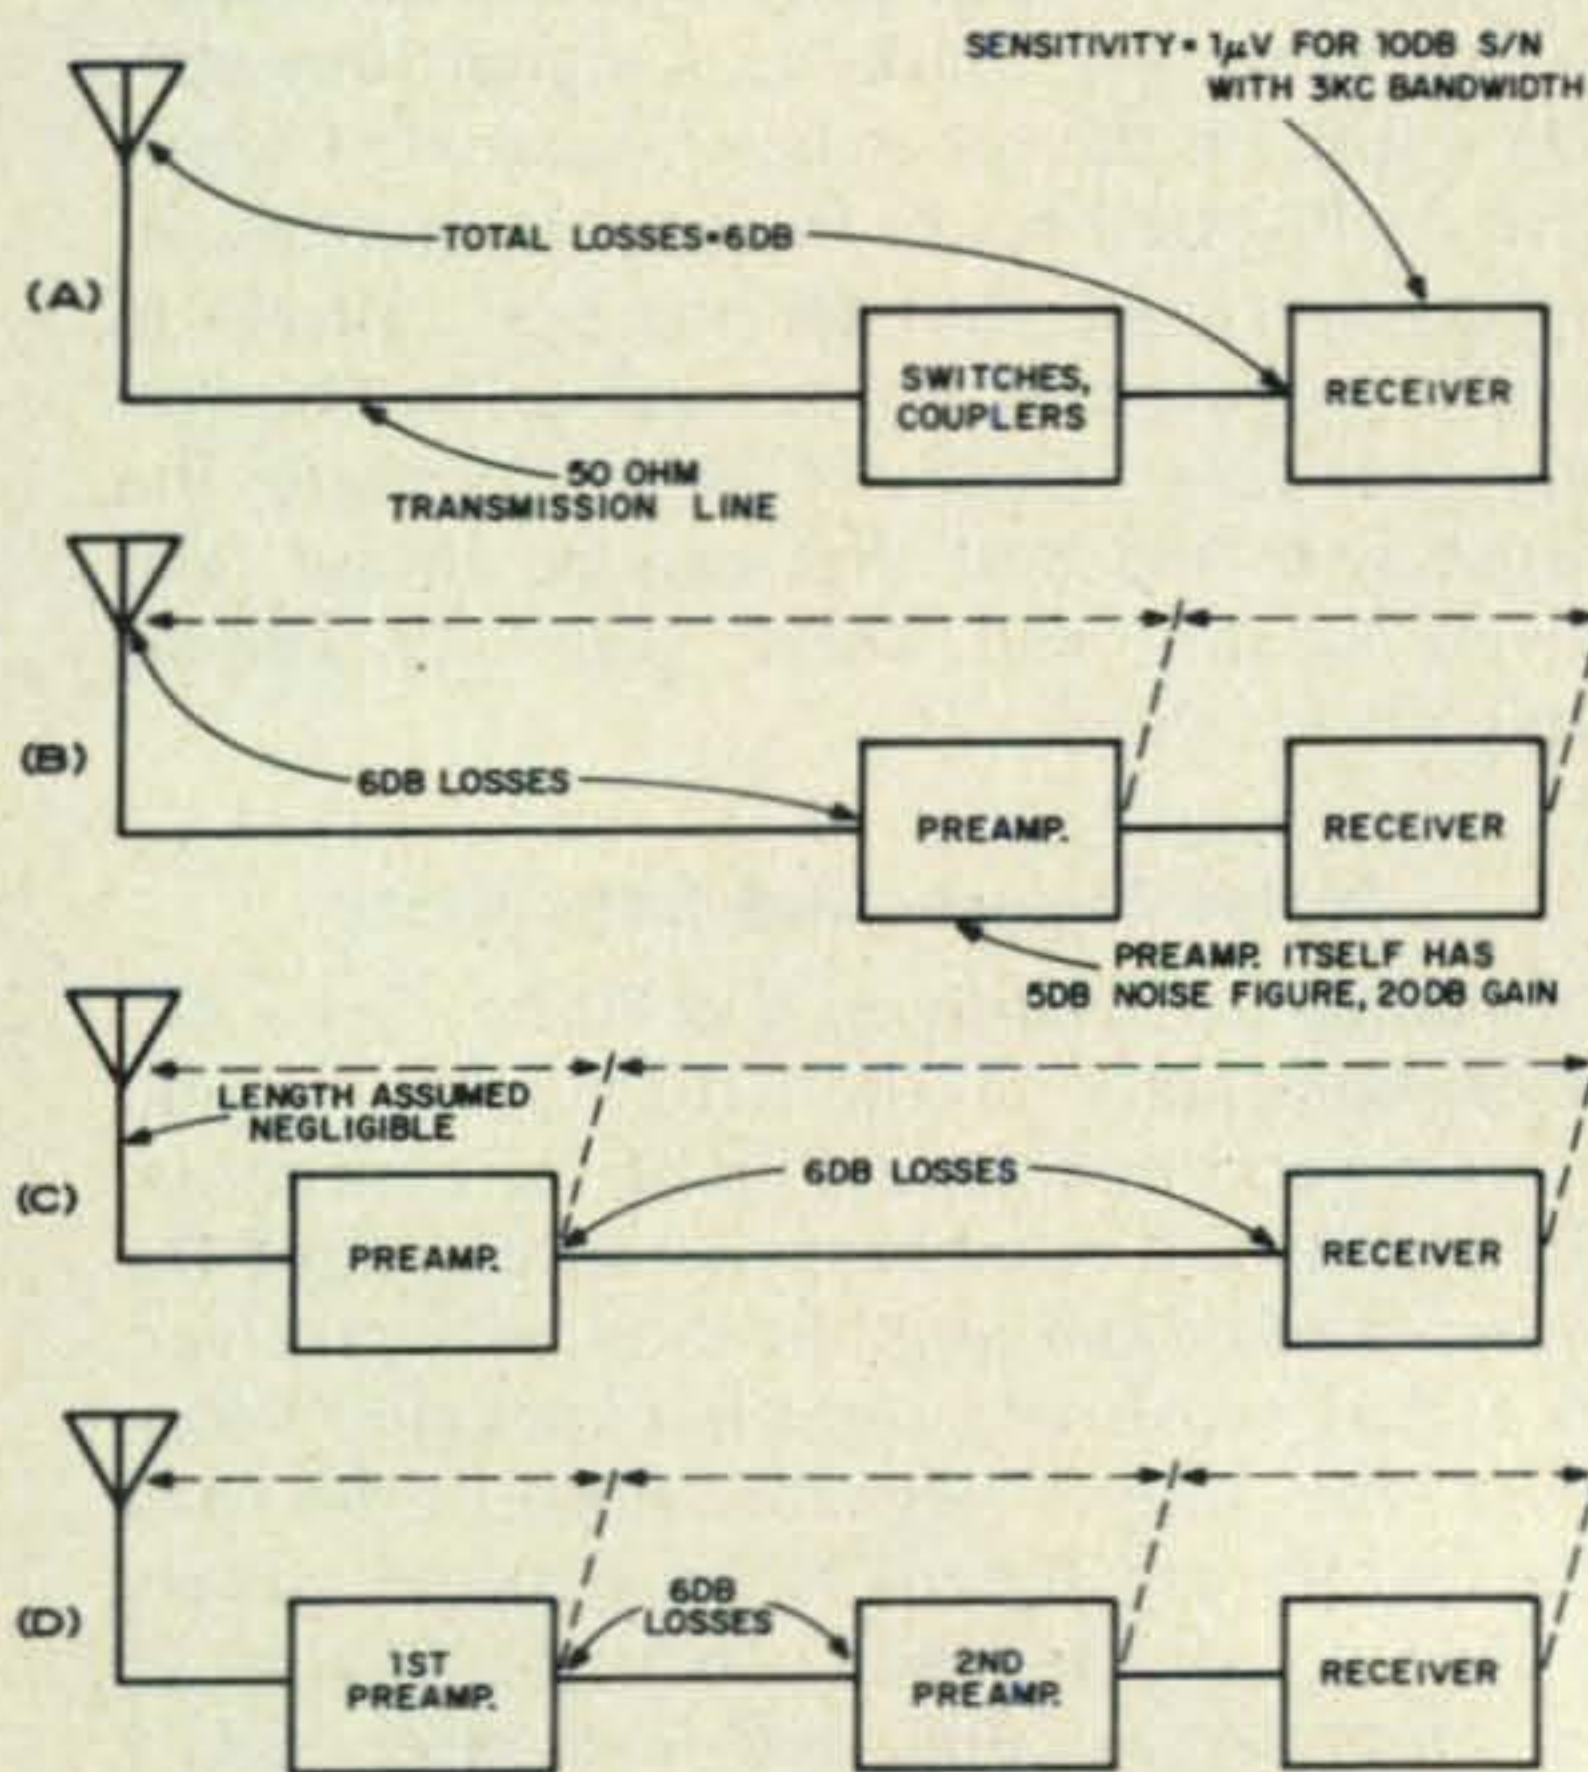 SENSITIVITY = 1μV FOR 10DB S/N
WITH 3KC BANDWIDTH
TOTAL LOSSES=6DB
(A)
SWITCHES,
COUPLERS
RECEIVER
50 OHM
TRANSMISSION LINE
(B)
6DB LOSSES
PREAMP.
RECEIVER
PREAMP. ITSELF HAS
5DB NOISE FIGURE, 20DB GAIN
LENGTH ASSUMED
NEGLIGIBLE
(C)
6DB LOSSES
PREAMP.
RECEIVER
(D)
6DB
LOSSES
1ST
PREAMP.
2ND
PREAMP.
RECEIVER